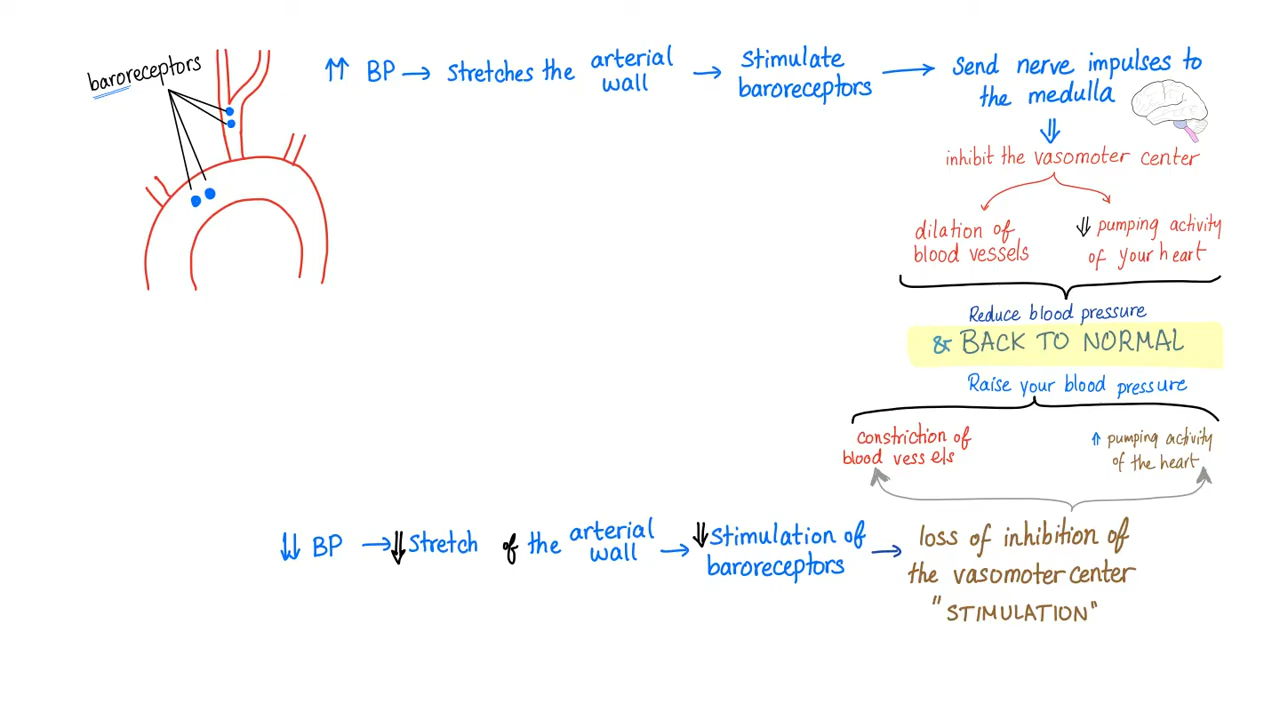 baroreceptors
↑↑ BP → stretches the arterial wall → Stimulate baroreceptors → Send nerve impulses to the medulla
⇓
inhibit the vasomoter center
dilation of
blood vessels
⇓ pumping activity
of your heart
Reduce blood pressure
& BACK TO NORMAL
Raise your blood pressure
constriction of
blood vessels
↑ pumping activity
of the heart
↓↓ BP → ⇓ Stretch of the arterial wall → ⇓ Stimulation of baroreceptors → loss of inhibition of
the vasomoter center
"STIMULATION"